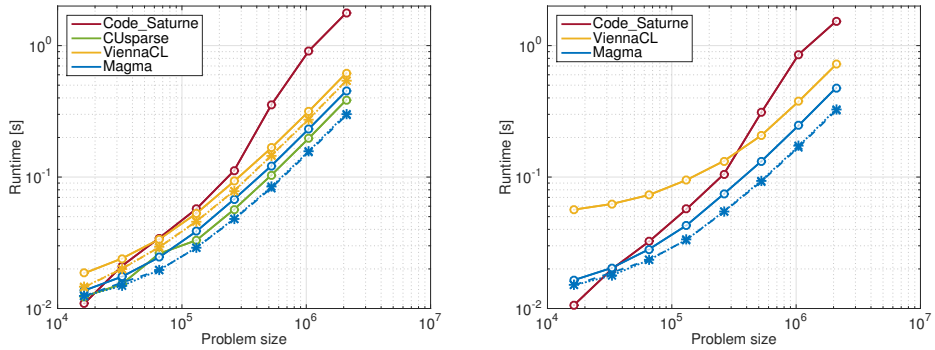 Code_Saturne
CUsparse
ViennaCL
Magma
10^0
10^-1
10^-2
Runtime [s]
10^4
10^5
10^6
10^7
Problem size
Code_Saturne
ViennaCL
Magma
10^0
10^-1
10^-2
Runtime [s]
10^4
10^5
10^6
10^7
Problem size